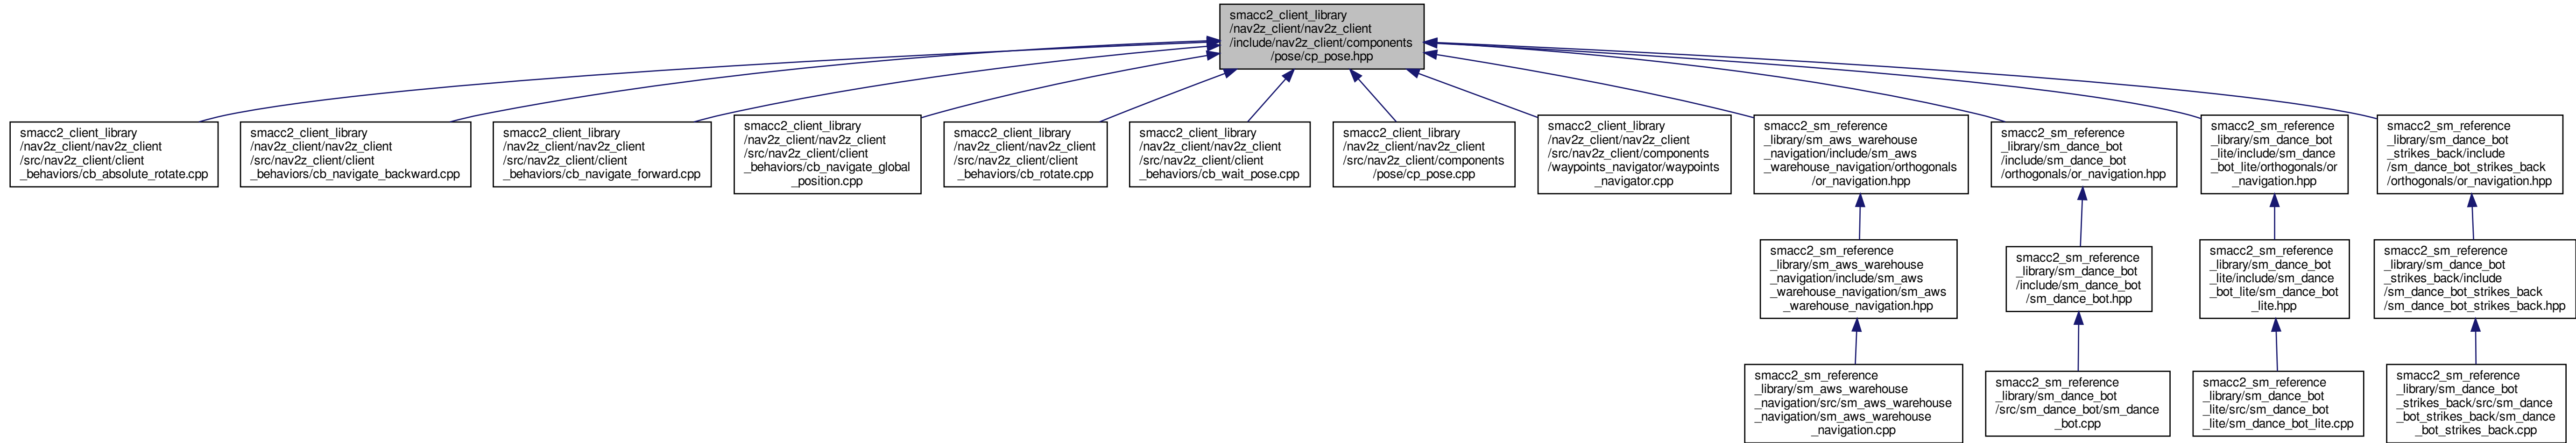 smacc2_client_library
/nav2z_client/nav2z_client
/include/nav2z_client/components
/pose/cp_pose.hpp
smacc2_client_library
/nav2z_client/nav2z_client
/src/nav2z_client/client
_behaviors/cb_absolute_rotate.cpp
smacc2_client_library
/nav2z_client/nav2z_client
/src/nav2z_client/client
_behaviors/cb_navigate_backward.cpp
smacc2_client_library
/nav2z_client/nav2z_client
/src/nav2z_client/client
_behaviors/cb_navigate_forward.cpp
smacc2_client_library
/nav2z_client/nav2z_client
/src/nav2z_client/client
_behaviors/cb_navigate_global
_position.cpp
smacc2_client_library
/nav2z_client/nav2z_client
/src/nav2z_client/client
_behaviors/cb_rotate.cpp
smacc2_client_library
/nav2z_client/nav2z_client
/src/nav2z_client/client
_behaviors/cb_wait_pose.cpp
smacc2_client_library
/nav2z_client/nav2z_client
/src/nav2z_client/components
/pose/cp_pose.cpp
smacc2_client_library
/nav2z_client/nav2z_client
/src/nav2z_client/components
/waypoints_navigator/waypoints
_navigator.cpp
smacc2_sm_reference
_library/sm_aws_warehouse
_navigation/include/sm_aws
_warehouse_navigation/orthogonals
/or_navigation.hpp
smacc2_sm_reference
_library/sm_dance_bot
/include/sm_dance_bot
/orthogonals/or_navigation.hpp
smacc2_sm_reference
_library/sm_dance_bot
_lite/include/sm_dance
_bot_lite/orthogonals/or
_navigation.hpp
smacc2_sm_reference
_library/sm_dance_bot
_strikes_back/include
/sm_dance_bot_strikes_back
/orthogonals/or_navigation.hpp
smacc2_sm_reference
_library/sm_aws_warehouse
_navigation/include/sm_aws
_warehouse_navigation/sm_aws
_warehouse_navigation.hpp
smacc2_sm_reference
_library/sm_dance_bot
/include/sm_dance_bot
/sm_dance_bot.hpp
smacc2_sm_reference
_library/sm_dance_bot
_lite/include/sm_dance
_bot_lite/sm_dance_bot
_lite.hpp
smacc2_sm_reference
_library/sm_dance_bot
_strikes_back/include
/sm_dance_bot_strikes_back
/sm_dance_bot_strikes_back.hpp
smacc2_sm_reference
_library/sm_aws_warehouse
_navigation/src/sm_aws_warehouse
_navigation/sm_aws_warehouse
_navigation.cpp
smacc2_sm_reference
_library/sm_dance_bot
/src/sm_dance_bot/sm_dance
_bot.cpp
smacc2_sm_reference
_library/sm_dance_bot
_lite/src/sm_dance_bot
_lite/sm_dance_bot_lite.cpp
smacc2_sm_reference
_library/sm_dance_bot
_strikes_back/src/sm_dance
_bot_strikes_back/sm_dance
_bot_strikes_back.cpp